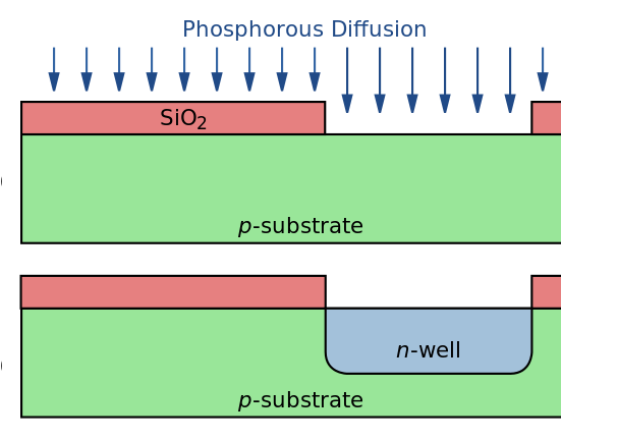 Phosphorous Diffusion
SiO₂
p-substrate
n-well
p-substrate